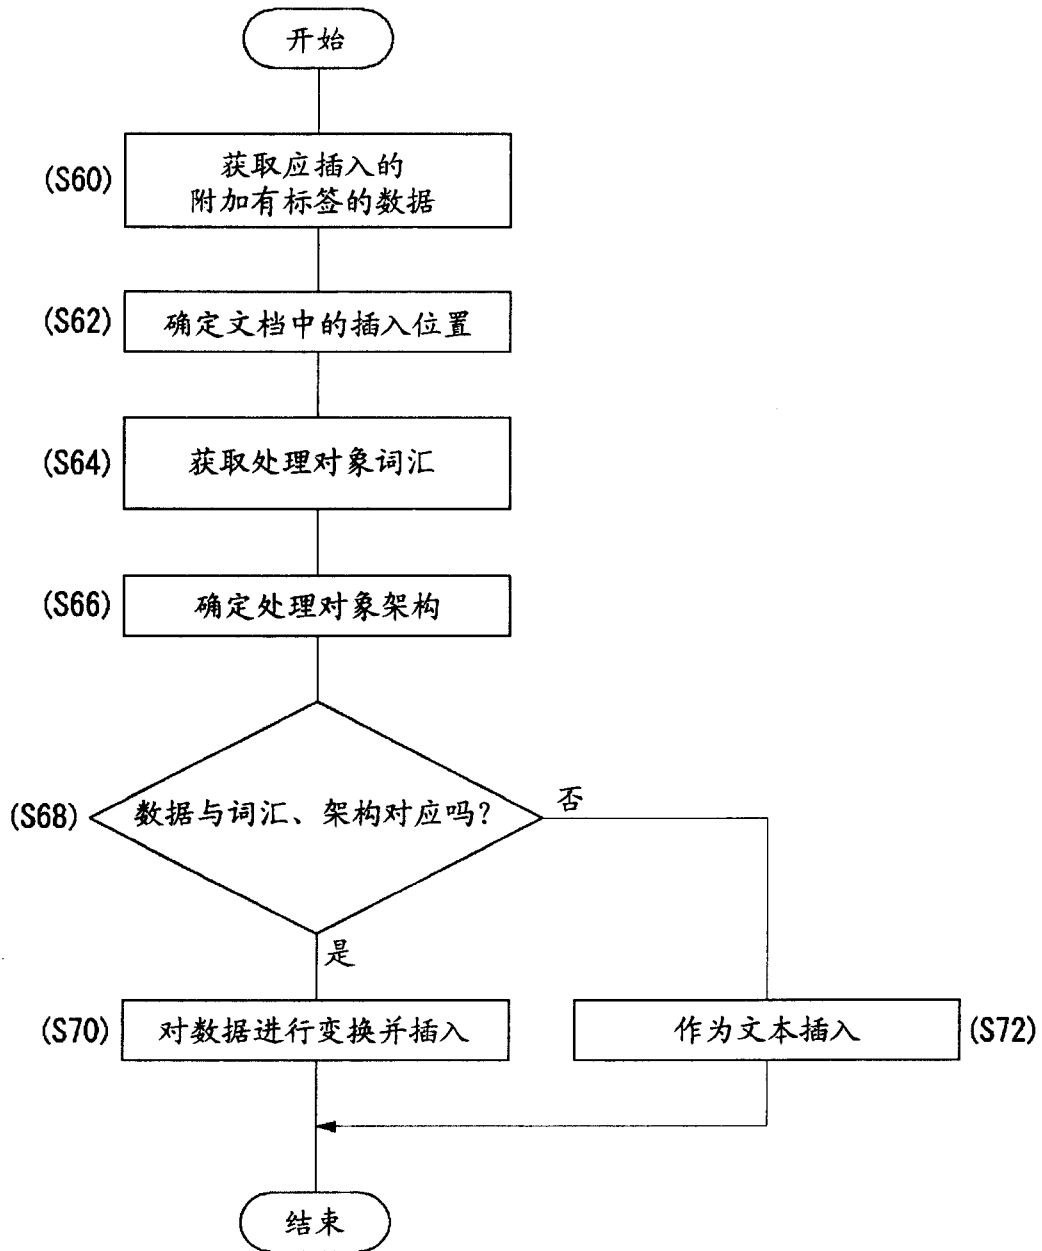 开始
(S60)
获取应插入的
附加有标签的数据
(S62)
确定文档中的插入位置
(S64)
获取处理对象词汇
(S66)
确定处理对象架构
(S68)
数据与词汇、架构对应吗?
否
是
(S70)
对数据进行变换并插入
作为文本插入
(S72)
结束